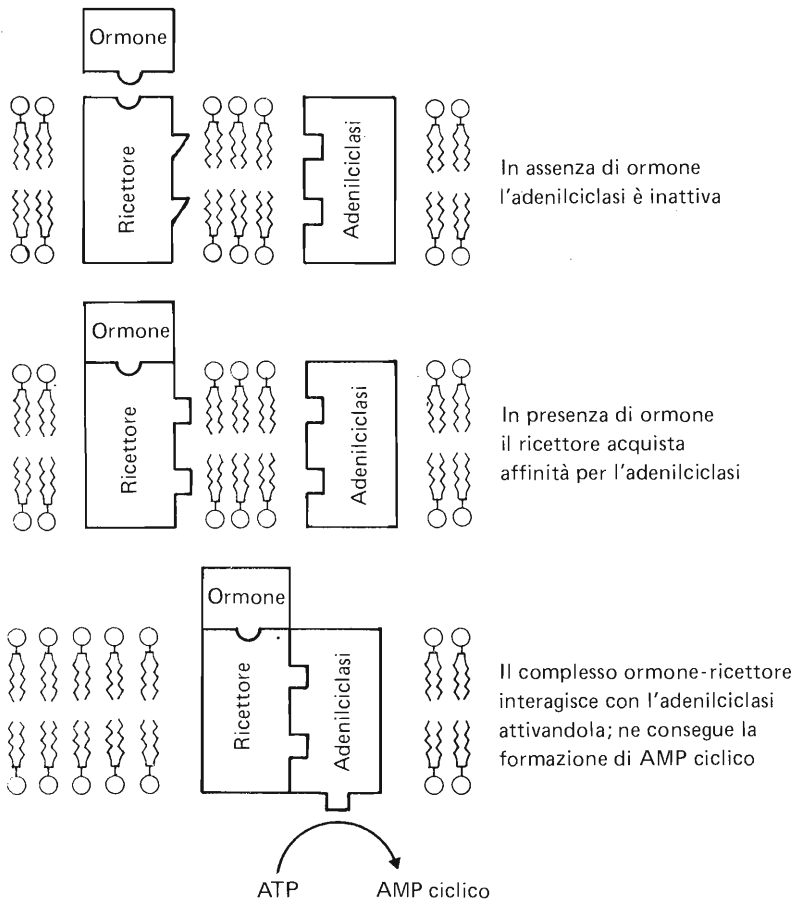 Ormone
Ricettore
Adenilciclasi
In assenza di ormone
l'adenilciclasi è inattiva
Ormone
Ricettore
Adenilciclasi
In presenza di ormone
il ricettore acquista
affinità per l'adenilciclasi
Ormone
Ricettore
Adenilciclasi
Il complesso ormone-ricettore
interagisce con l'adenilciclasi
attivandola; ne consegue la
formazione di AMP ciclico
ATP
AMP ciclico